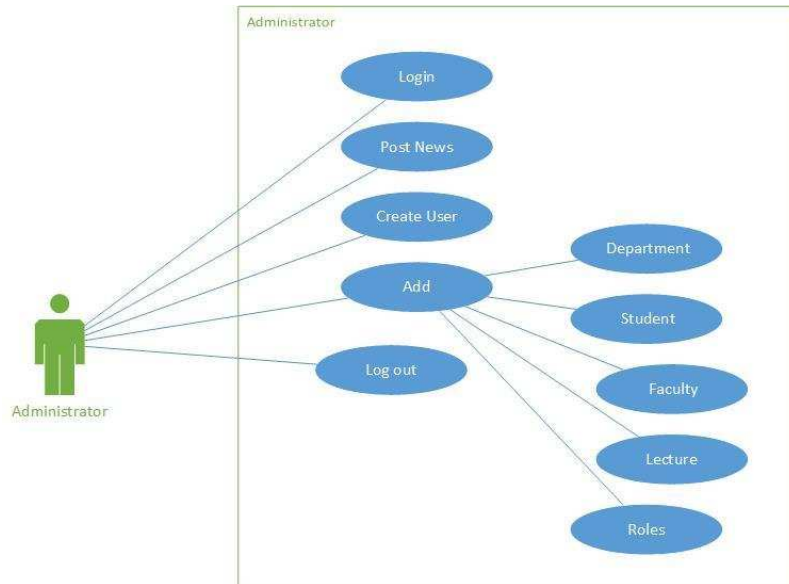 Administrator
Login
Post News
Create User
Department
Add
Student
Log out
Faculty
Administrator
Lecture
Roles